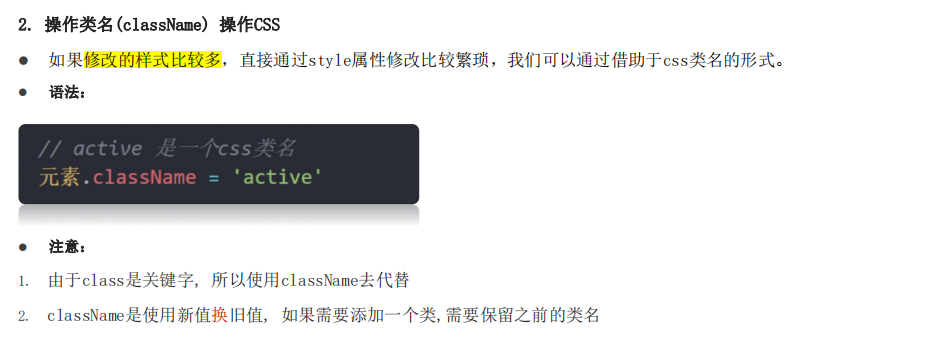 2. 操作类名(className) 操作CSS
● 如果修改的样式比较多，直接通过style属性修改比较繁琐，我们可以通过借助于css类名的形式。
● 语法：
// active 是一个css类名
元素.className = 'active'
● 注意：
1. 由于class是关键字, 所以使用className去代替
2. className是使用新值换旧值, 如果需要添加一个类,需要保留之前的类名